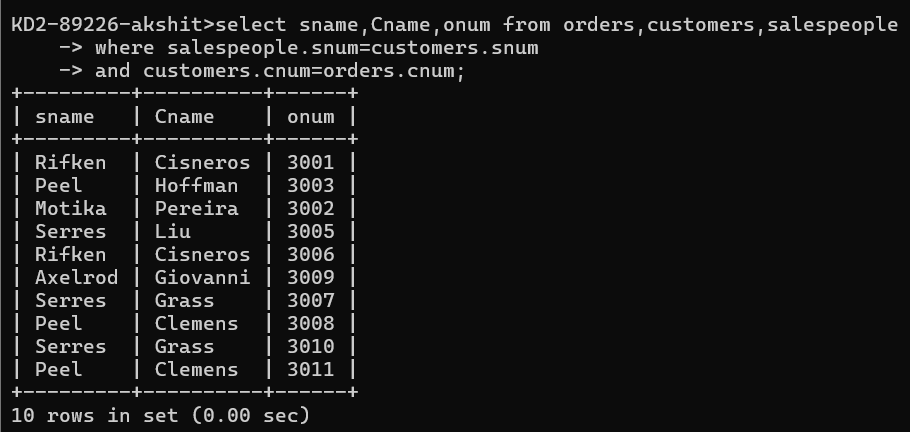 KD2-89226-akshit>select sname,Cname,onum from orders,customers,salespeople
    -> where salespeople.snum=customers.snum
    -> and customers.cnum=orders.cnum;
+---------+----------+------+
| sname   | Cname    | onum |
+---------+----------+------+
| Rifken  | Cisneros | 3001 |
| Peel    | Hoffman  | 3003 |
| Motika  | Pereira  | 3002 |
| Serres  | Liu      | 3005 |
| Rifken  | Cisneros | 3006 |
| Axelrod | Giovanni | 3009 |
| Serres  | Grass    | 3007 |
| Peel    | Clemens  | 3008 |
| Serres  | Grass    | 3010 |
| Peel    | Clemens  | 3011 |
+---------+----------+------+
10 rows in set (0.00 sec)